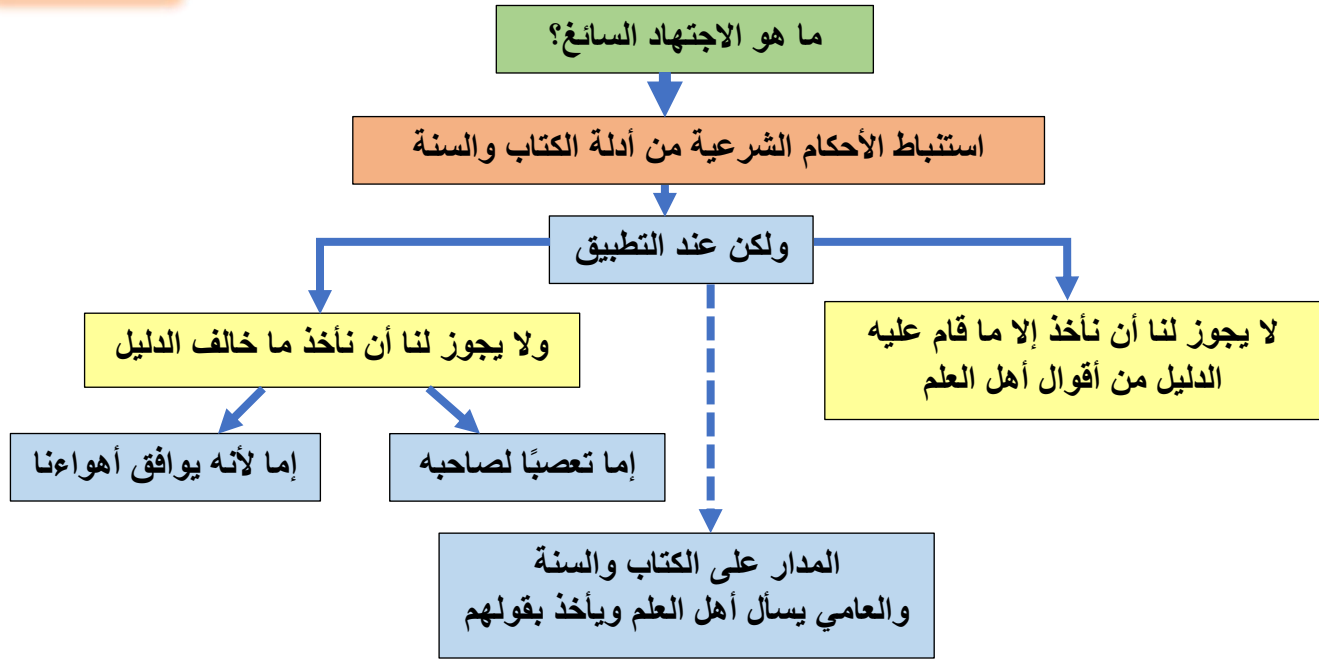 ما هو الاجتهاد السائغ؟
استنباط الأحكام الشرعية من أدلة الكتاب والسنة
ولكن عند التطبيق
لا يجوز لنا أن نأخذ إلا ما قام عليه
الدليل من أقوال أهل العلم
ولا يجوز لنا أن نأخذ ما خالف الدليل
إما تعصبًا لصاحبه
إما لأنه يوافق أهواءنا
المدار على الكتاب والسنة
والعامي يسأل أهل العلم ويأخذ بقولهم